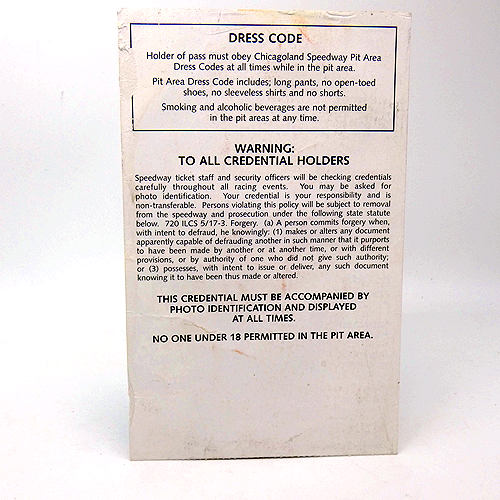 DRESS CODE
Holder of pass must obey Chicagoland Speedway Pit Area
Dress Codes at all times while in the pit area.
Pit Area Dress Code includes; long pants, no open-toed
shoes, no sleeveless shirts and no shorts.
Smoking and alcoholic beverages are not permitted
in the pit areas at any time.
WARNING:
TO ALL CREDENTIAL HOLDERS
Speedway ticket staff and security officers will be checking credentials
carefully throughout all racing events. You may be asked for
photo identification. Your credential is your responsibility and is
non-transferable. Persons violating this policy will be subject to removal
from the speedway and prosecution under the following state statute
below. 720 ILCS 5/17-3. Forgery. (a) A person commits forgery when,
with intent to defraud, he knowingly: (1) makes or alters any document
apparently capable of defrauding another in such manner that it purports
to have been made by another or at another time, or with different
provisions, or by authority of one who did not give such authority;
or (3) possesses, with intent to issue or deliver, any such document
knowing it to have been thus made or altered.
THIS CREDENTIAL MUST BE ACCOMPANIED BY
PHOTO IDENTIFICATION AND DISPLAYED
AT ALL TIMES.
NO ONE UNDER 18 PERMITTED IN THE PIT AREA.